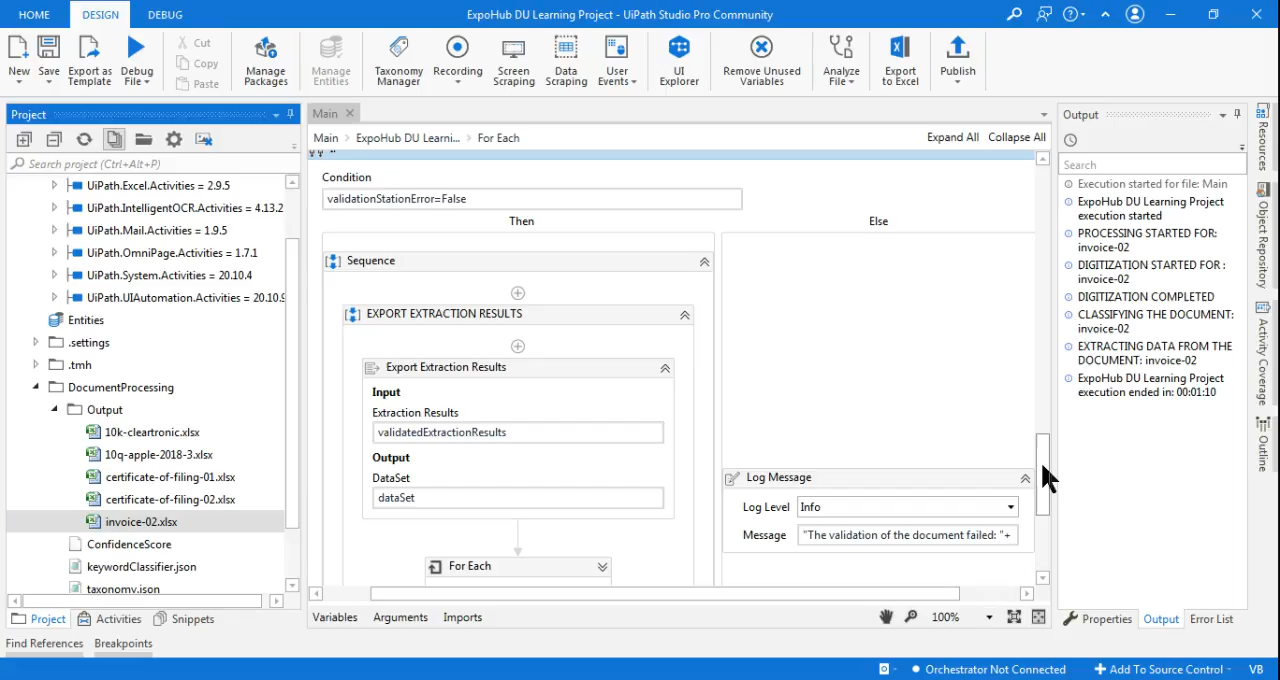 HOME DESIGN DEBUG ExpoHub DU Learning Project - UiPath Studio Pro Community
New Save Export as Template Debug File Cut Copy Paste Manage Packages Manage Entities Taxonomy Manager Recording Screen Scraping Data Scraping User Events UI Explorer Remove Unused Variables Analyze File Export to Excel Publish
Project
Search project (Ctrl+Alt+P)
UiPath.Excel.Activities = 2.9.5
UiPath.IntelligentOCR.Activities = 4.13.2
UiPath.Mail.Activities = 1.9.5
UiPath.OmniPage.Activities = 1.7.1
UiPath.System.Activities = 20.10.4
UiPath.UIAutomation.Activities = 20.10.9
Entities
.settings
.tmh
DocumentProcessing
Output
10k-cleartronic.xlsx
10q-apple-2018-3.xlsx
certificate-of-filing-01.xlsx
certificate-of-filing-02.xlsx
invoice-02.xlsx
ConfidenceScore
keywordClassifier.json
taxonomy.json
Project Activities Snippets
Find References Breakpoints
Main
Main > ExpoHub DU Learni... > For Each Expand All Collapse All
Condition
validationStationError=False
Then Else
Sequence
EXPORT EXTRACTION RESULTS
Export Extraction Results
Input
Extraction Results
validatedExtractionResults
Output
DataSet
dataSet
For Each
Log Message
Log Level Info
Message "The validation of the document failed: "+
Variables Arguments Imports 100%
Output
Search
Execution started for file: Main
ExpoHub DU Learning Project
execution started
PROCESSING STARTED FOR:
invoice-02
DIGITIZATION STARTED FOR :
invoice-02
DIGITIZATION COMPLETED
CLASSIFYING THE DOCUMENT:
invoice-02
EXTRACTING DATA FROM THE
DOCUMENT: invoice-02
ExpoHub DU Learning Project
execution ended in: 00:01:10
Properties Output Error List
Resources
Object Repository
Activity Coverage
Outline
Orchestrator Not Connected Add To Source Control VB